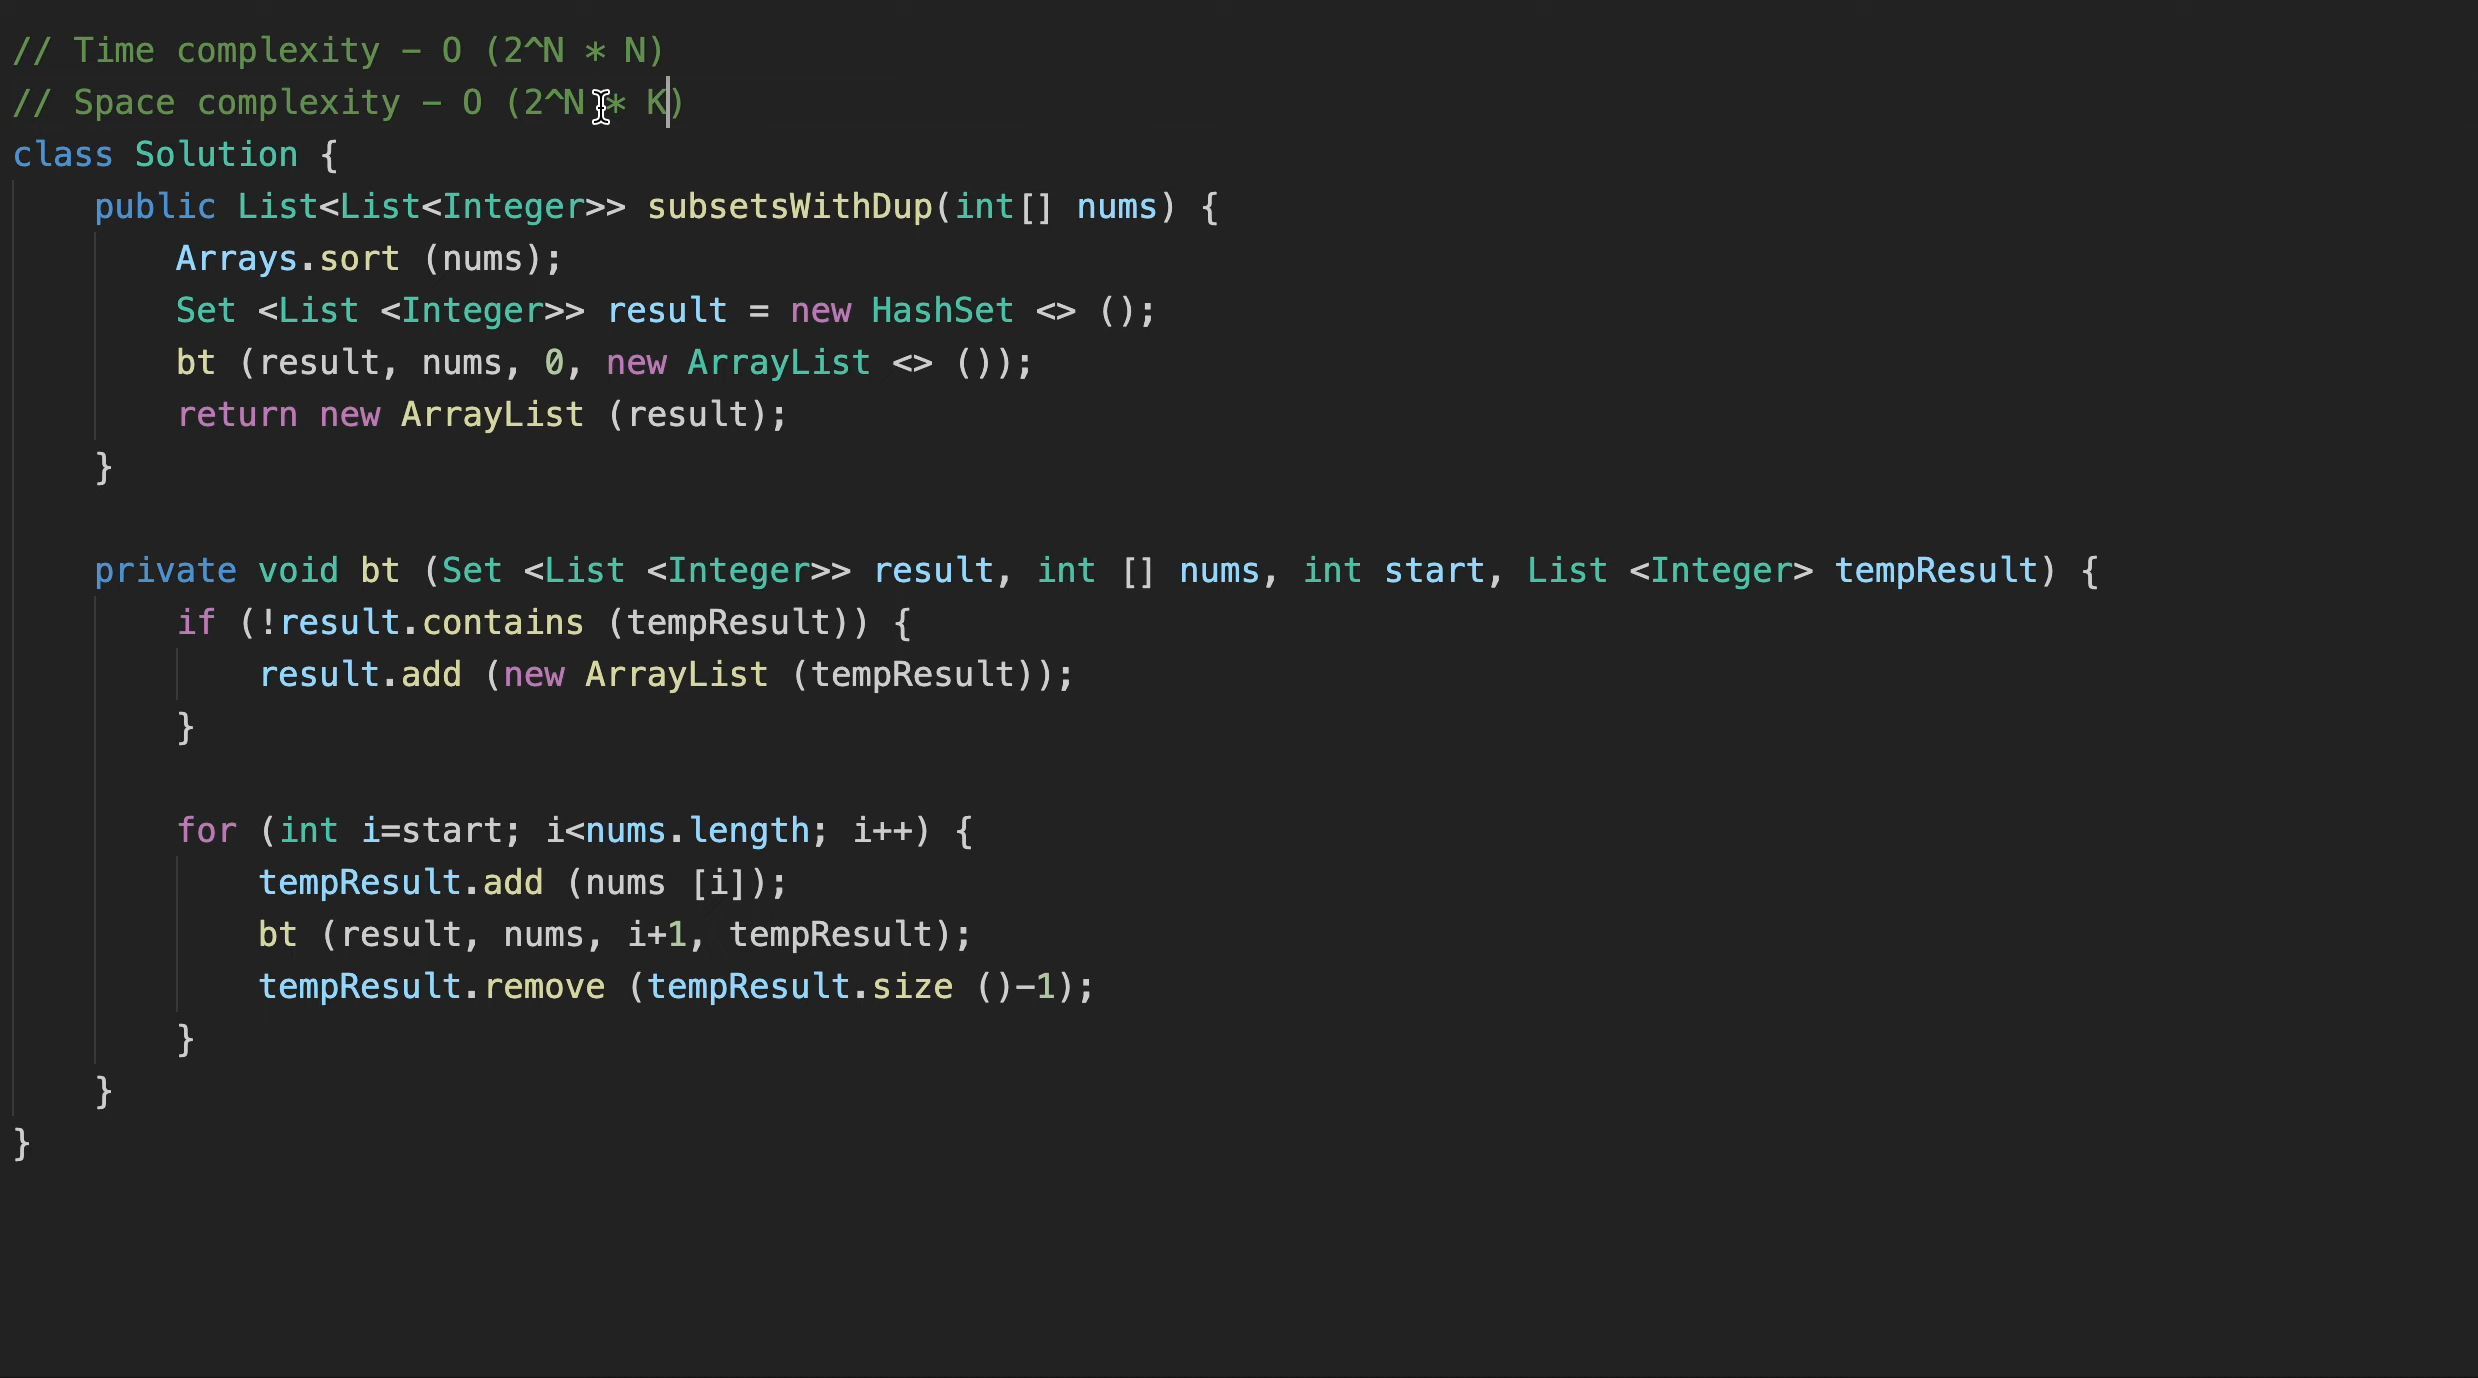 // Time complexity - O (2^N * N)
// Space complexity - O (2^N * K)
class Solution {
    public List<List<Integer>> subsetsWithDup(int[] nums) {
        Arrays.sort (nums);
        Set <List <Integer>> result = new HashSet <> ();
        bt (result, nums, 0, new ArrayList <> ());
        return new ArrayList (result);
    }

    private void bt (Set <List <Integer>> result, int [] nums, int start, List <Integer> tempResult) {
        if (!result.contains (tempResult)) {
            result.add (new ArrayList (tempResult));
        }

        for (int i=start; i<nums.length; i++) {
            tempResult.add (nums [i]);
            bt (result, nums, i+1, tempResult);
            tempResult.remove (tempResult.size ()-1);
        }
    }
}